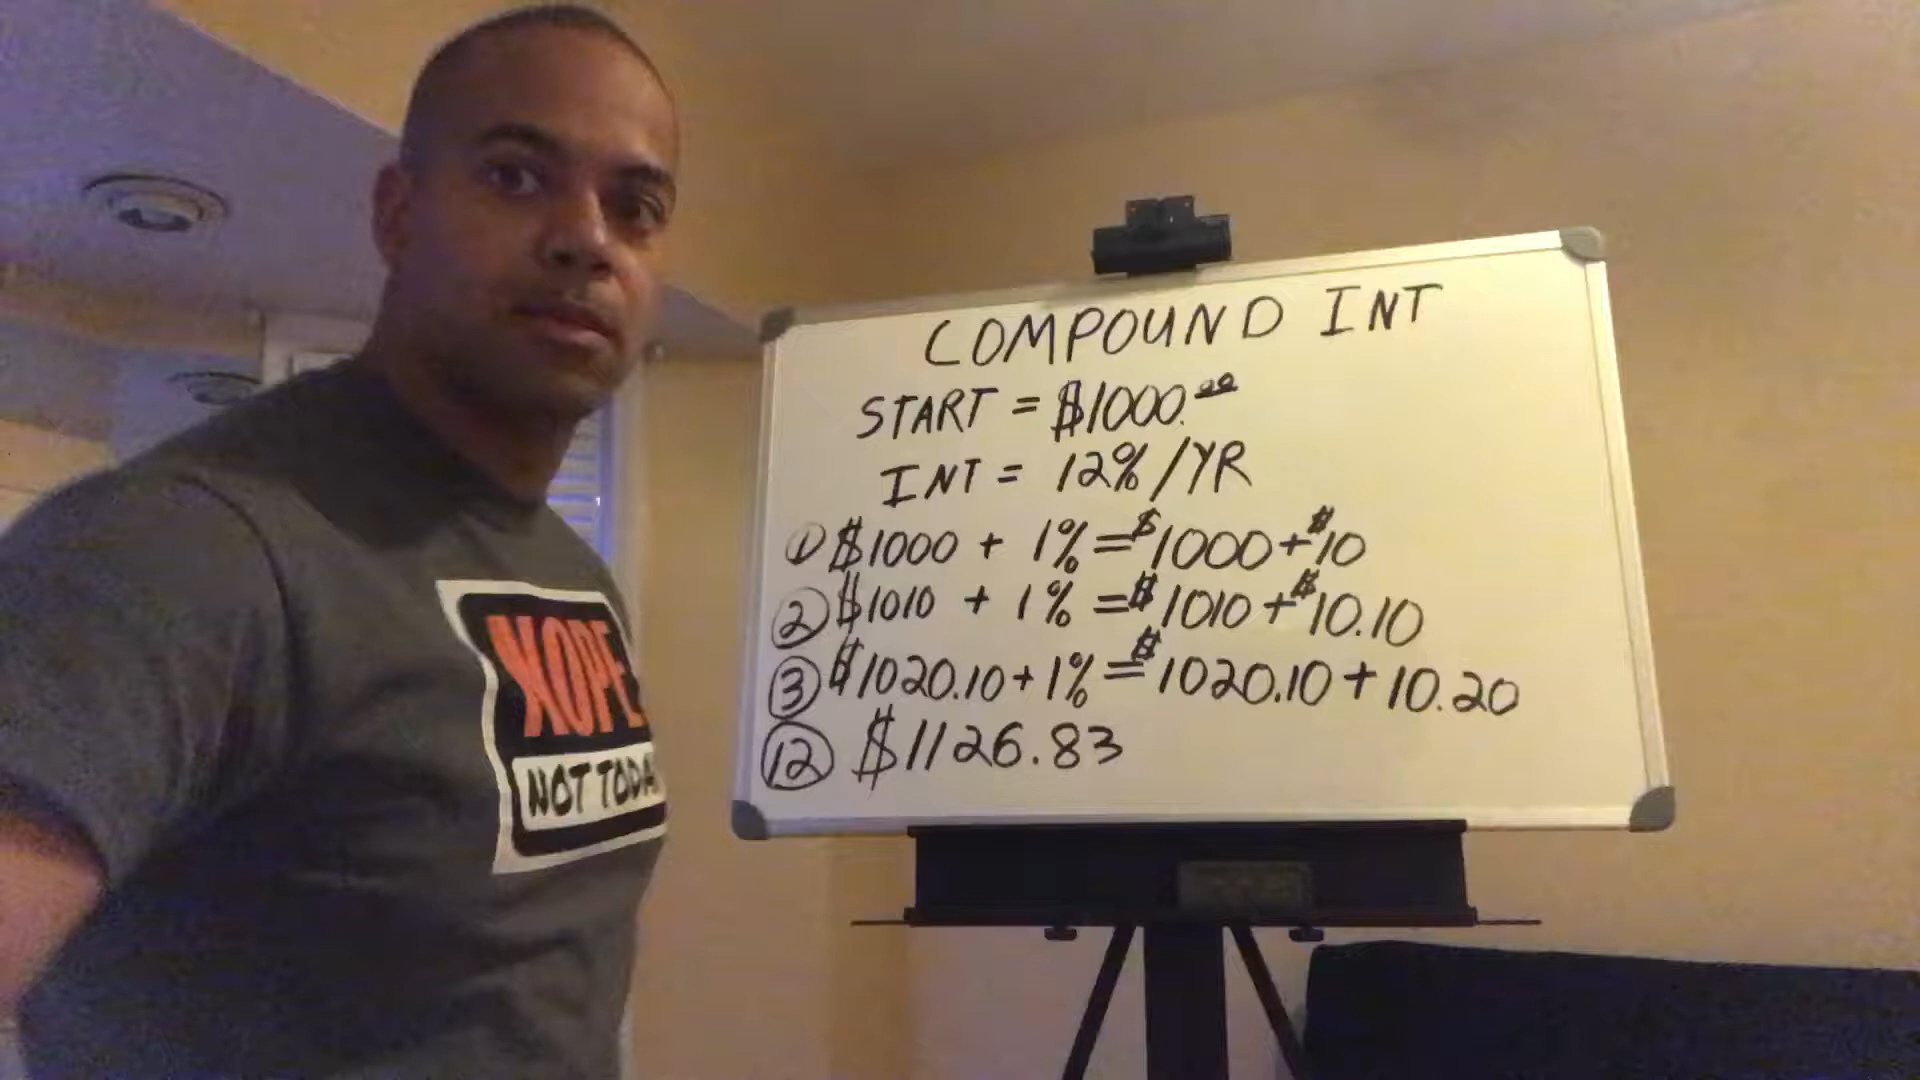 COMPOUND INT
START = $1000.00
INT = 12% /YR
① $1000 + 1% = $1000 + $10
② $1010 + 1% = $1010 + $10.10
③ $1020.10 + 1% = $1020.10 + 10.20
⑫ $1126.83
NOPE
NOT TODA